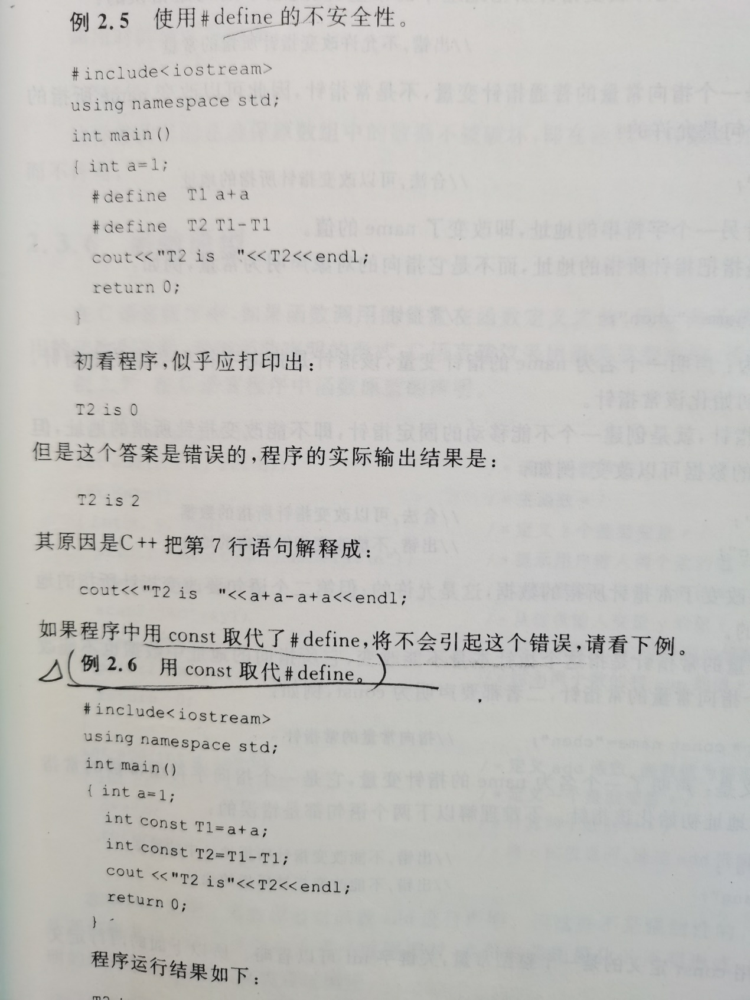 例 2.5 使用#define 的不安全性。
#include<iostream>
using namespace std;
int main()
{ int a=1;
#define T1 a+a
#define T2 T1-T1
cout<<"T2 is "<<T2<<endl;
return 0;
}
初看程序,似乎应打印出:
T2 is 0
但是这个答案是错误的,程序的实际输出结果是:
T2 is 2
其原因是C++把第 7 行语句解释成:
cout<<"T2 is "<<a+a-a+a<<endl;
如果程序中用 const 取代了#define,将不会引起这个错误,请看下例。
例 2.6 用 const 取代#define。
#include<iostream>
using namespace std;
int main()
{ int a=1;
int const T1=a+a;
int const T2=T1-T1;
cout <<"T2 is"<<T2<<endl;
return 0;
}
程序运行结果如下: